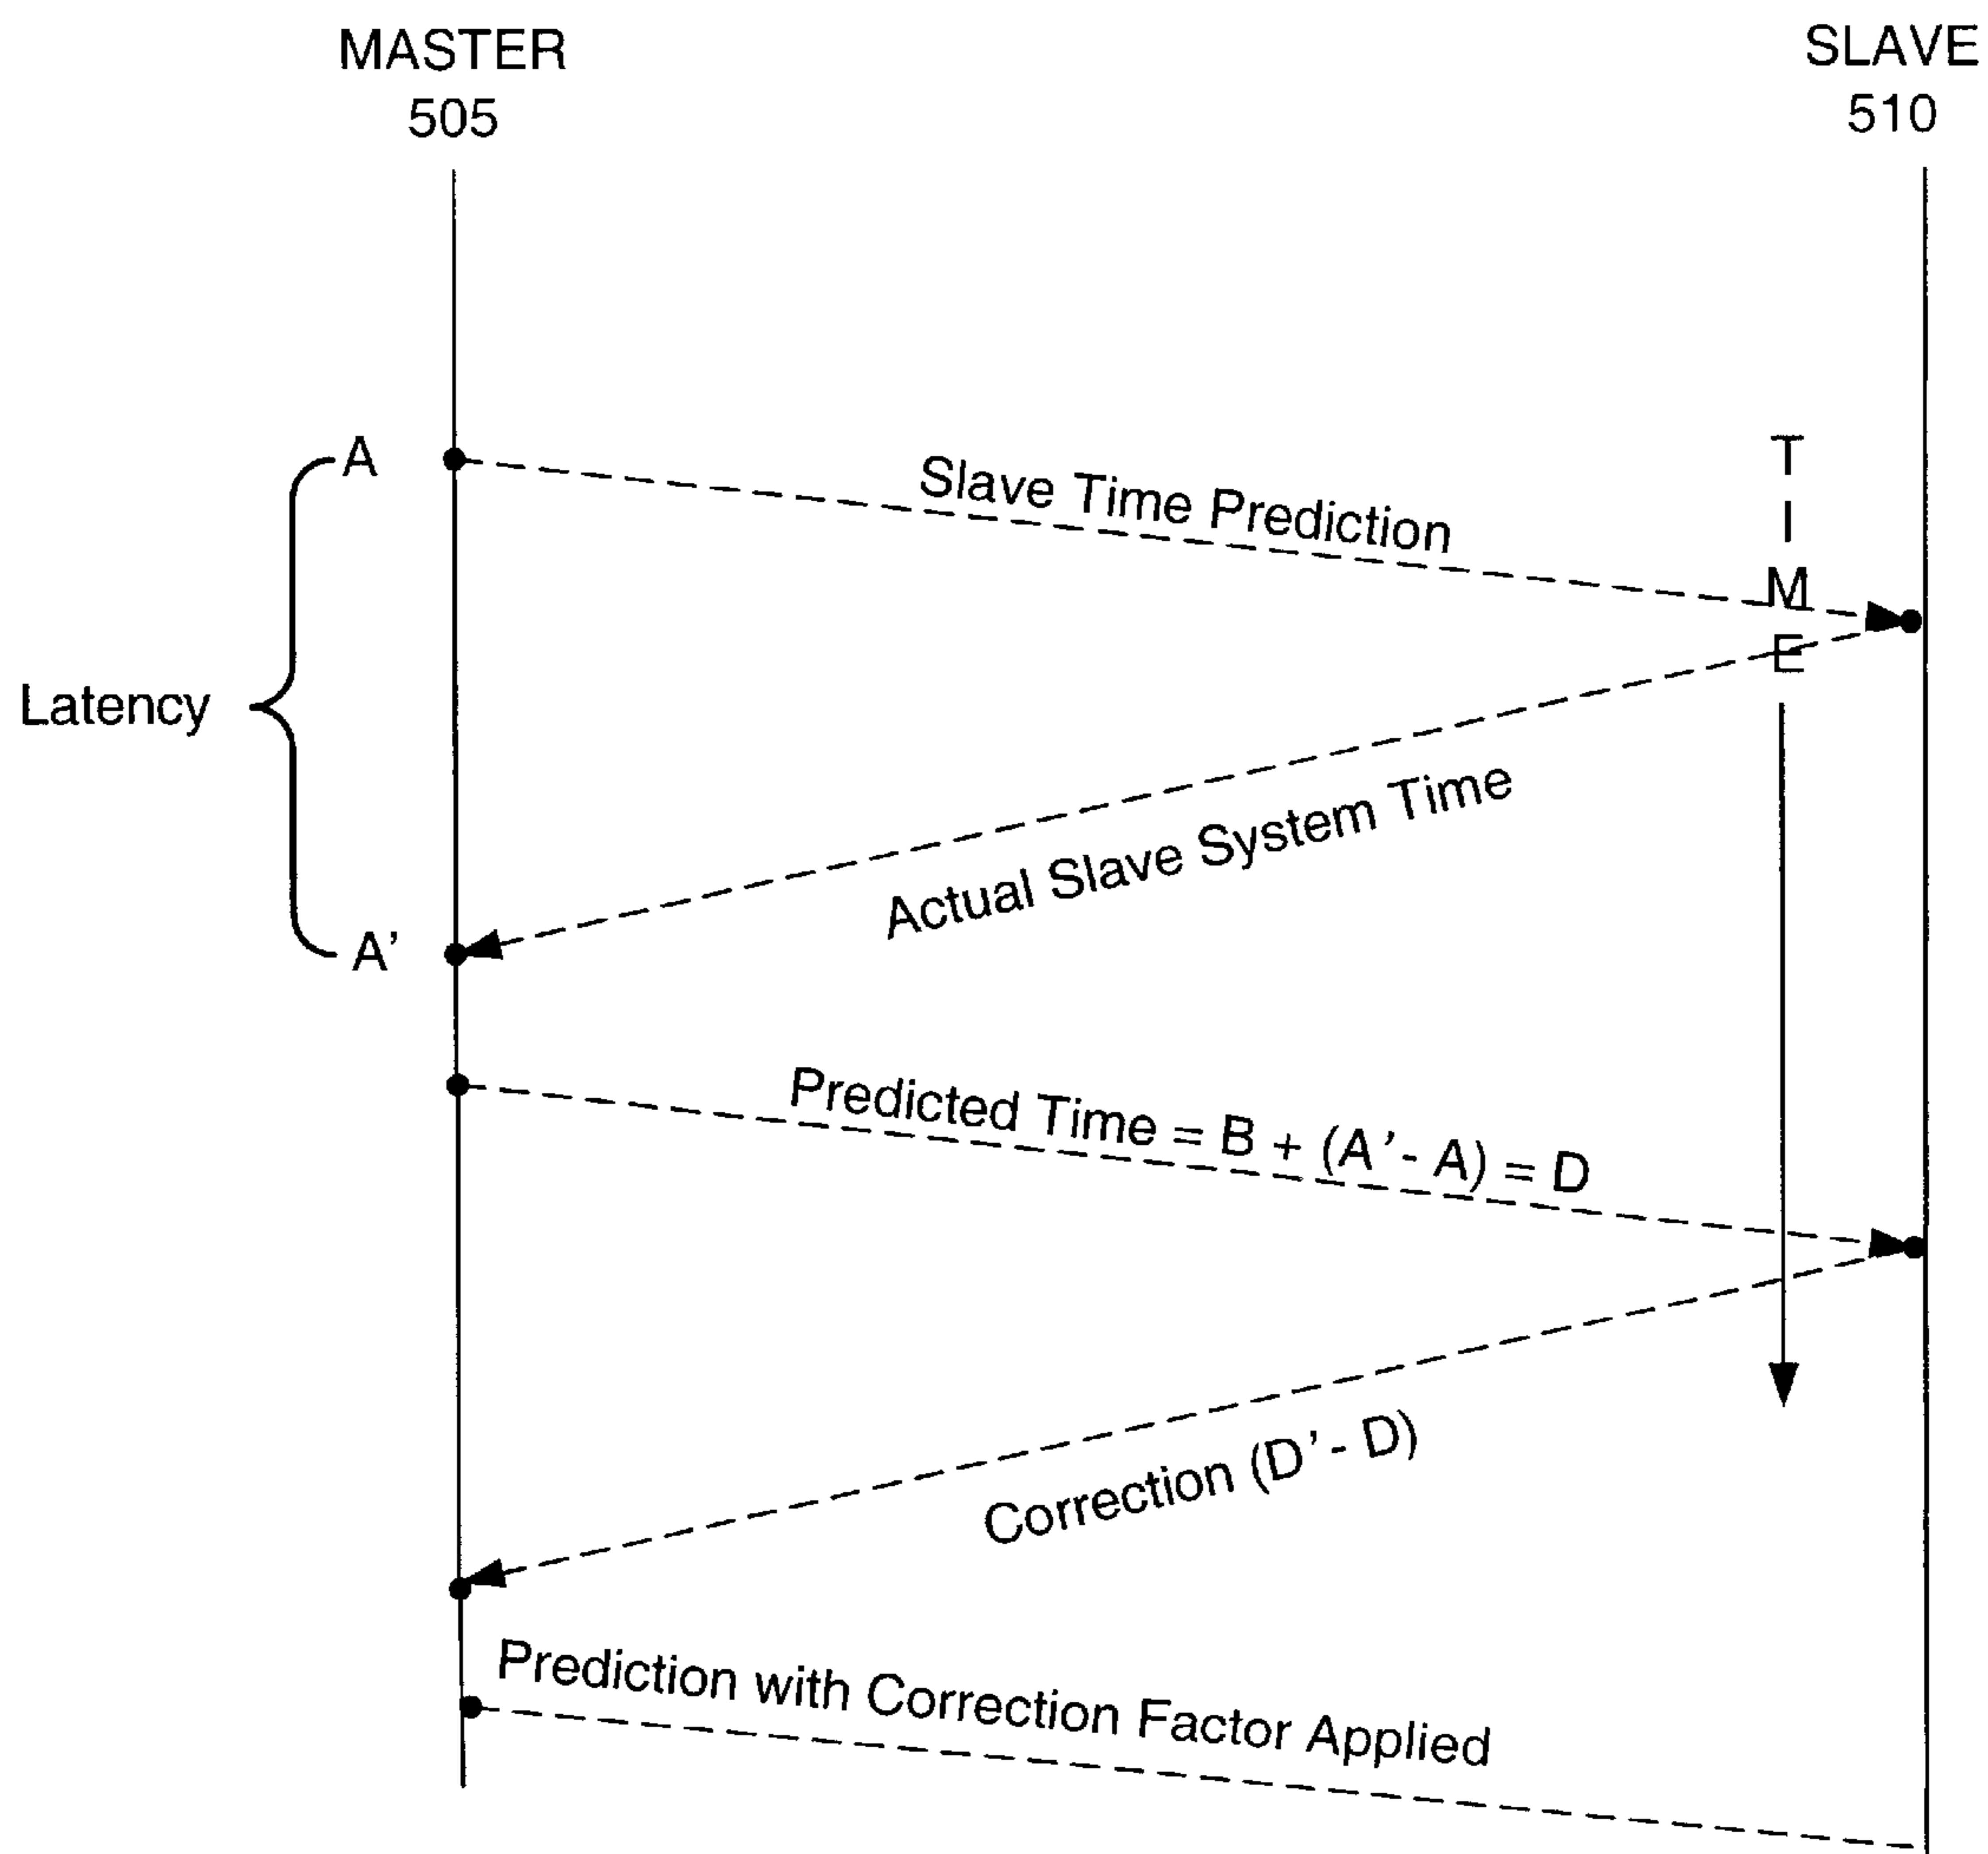 MASTER
505
SLAVE
510
A
Slave Time Prediction
T
I
M
E
Latency
Actual Slave System Time
A’
Predicted Time = B + (A’- A) = D
Correction (D’- D)
Prediction with Correction Factor Applied